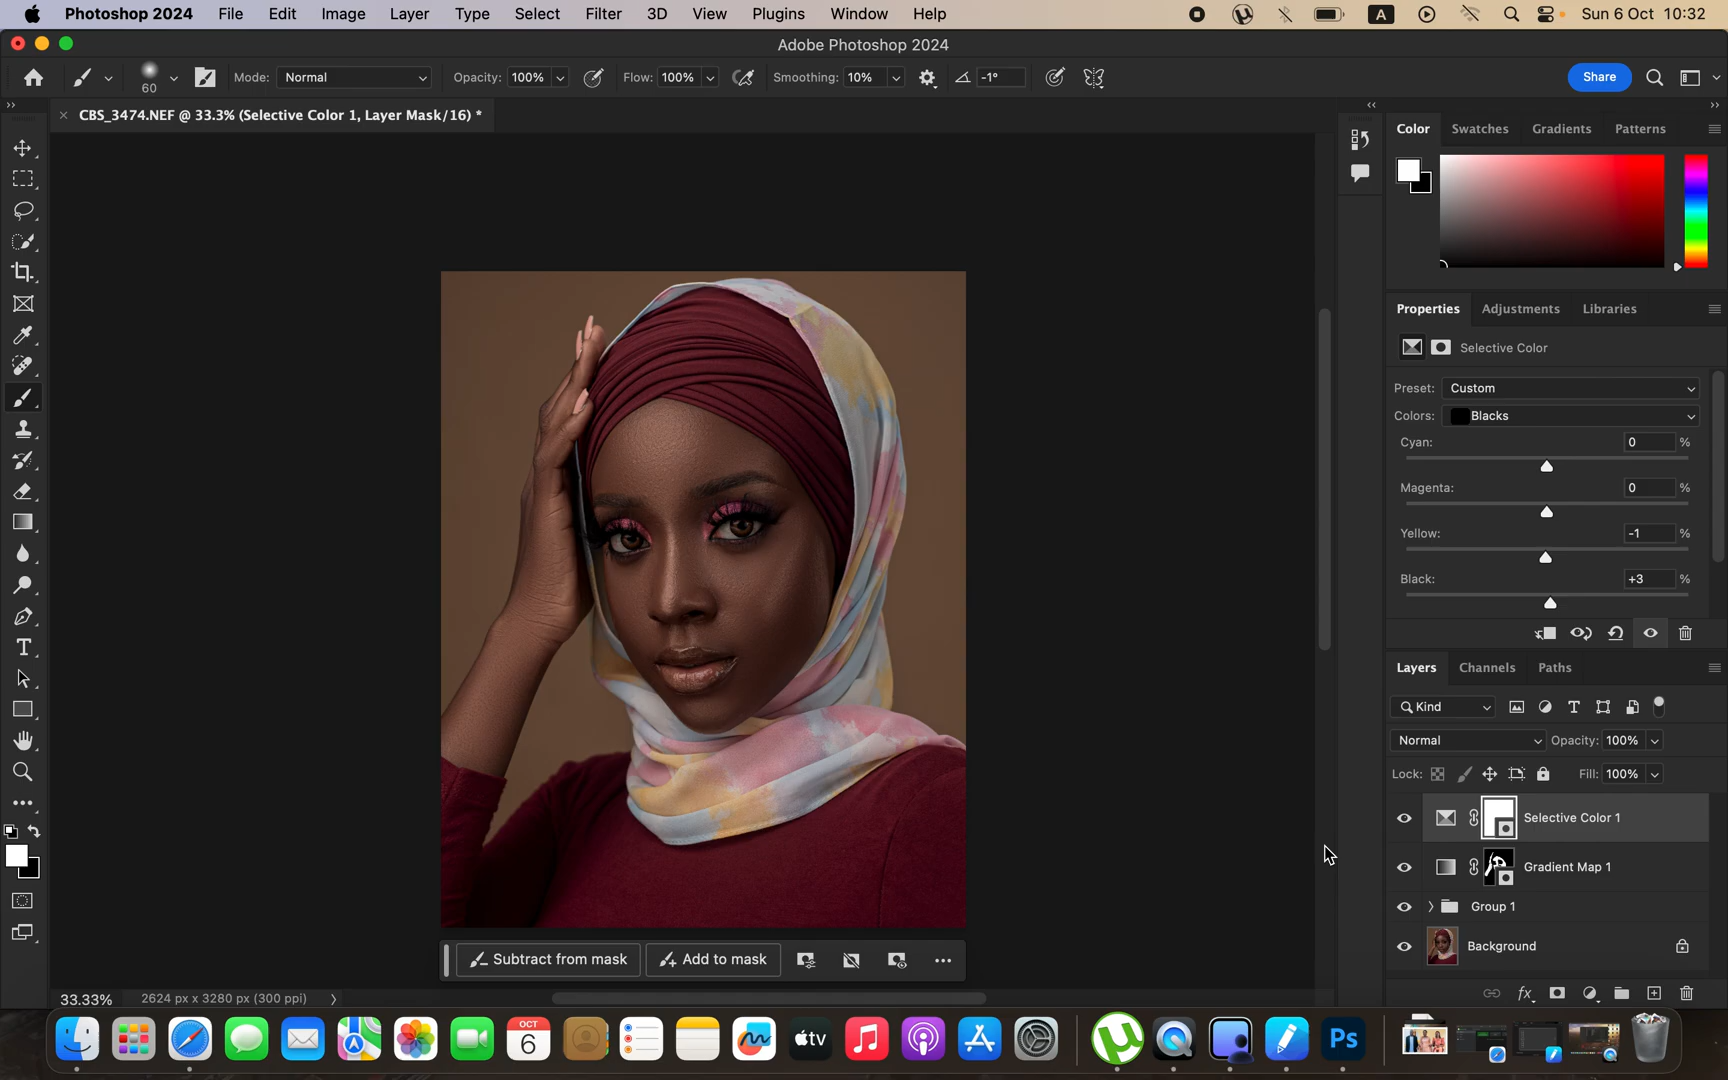 Photoshop 2024 File Edit Image Layer Type Select Filter 3D View Plugins Window Help A Sun 6 Oct 10:32
Adobe Photoshop 2024
60 Mode: Normal Opacity: 100% Flow: 100% Smoothing: 10% -1° Share
CBS_3474.NEF @ 33.3% (Selective Color 1, Layer Mask/16) *
Color Swatches Gradients Patterns
Properties Adjustments Libraries
Selective Color
Preset: Custom
Colors: Blacks
Cyan: 0 %
Magenta: 0 %
Yellow: -1 %
Black: +3 %
Layers Channels Paths
Kind
Normal Opacity: 100%
Lock: Fill: 100%
Selective Color 1
Gradient Map 1
Group 1
Background
Subtract from mask Add to mask
33.33% 2624 px x 3280 px (300 ppi)
fx
OCT
6
tv
Ps